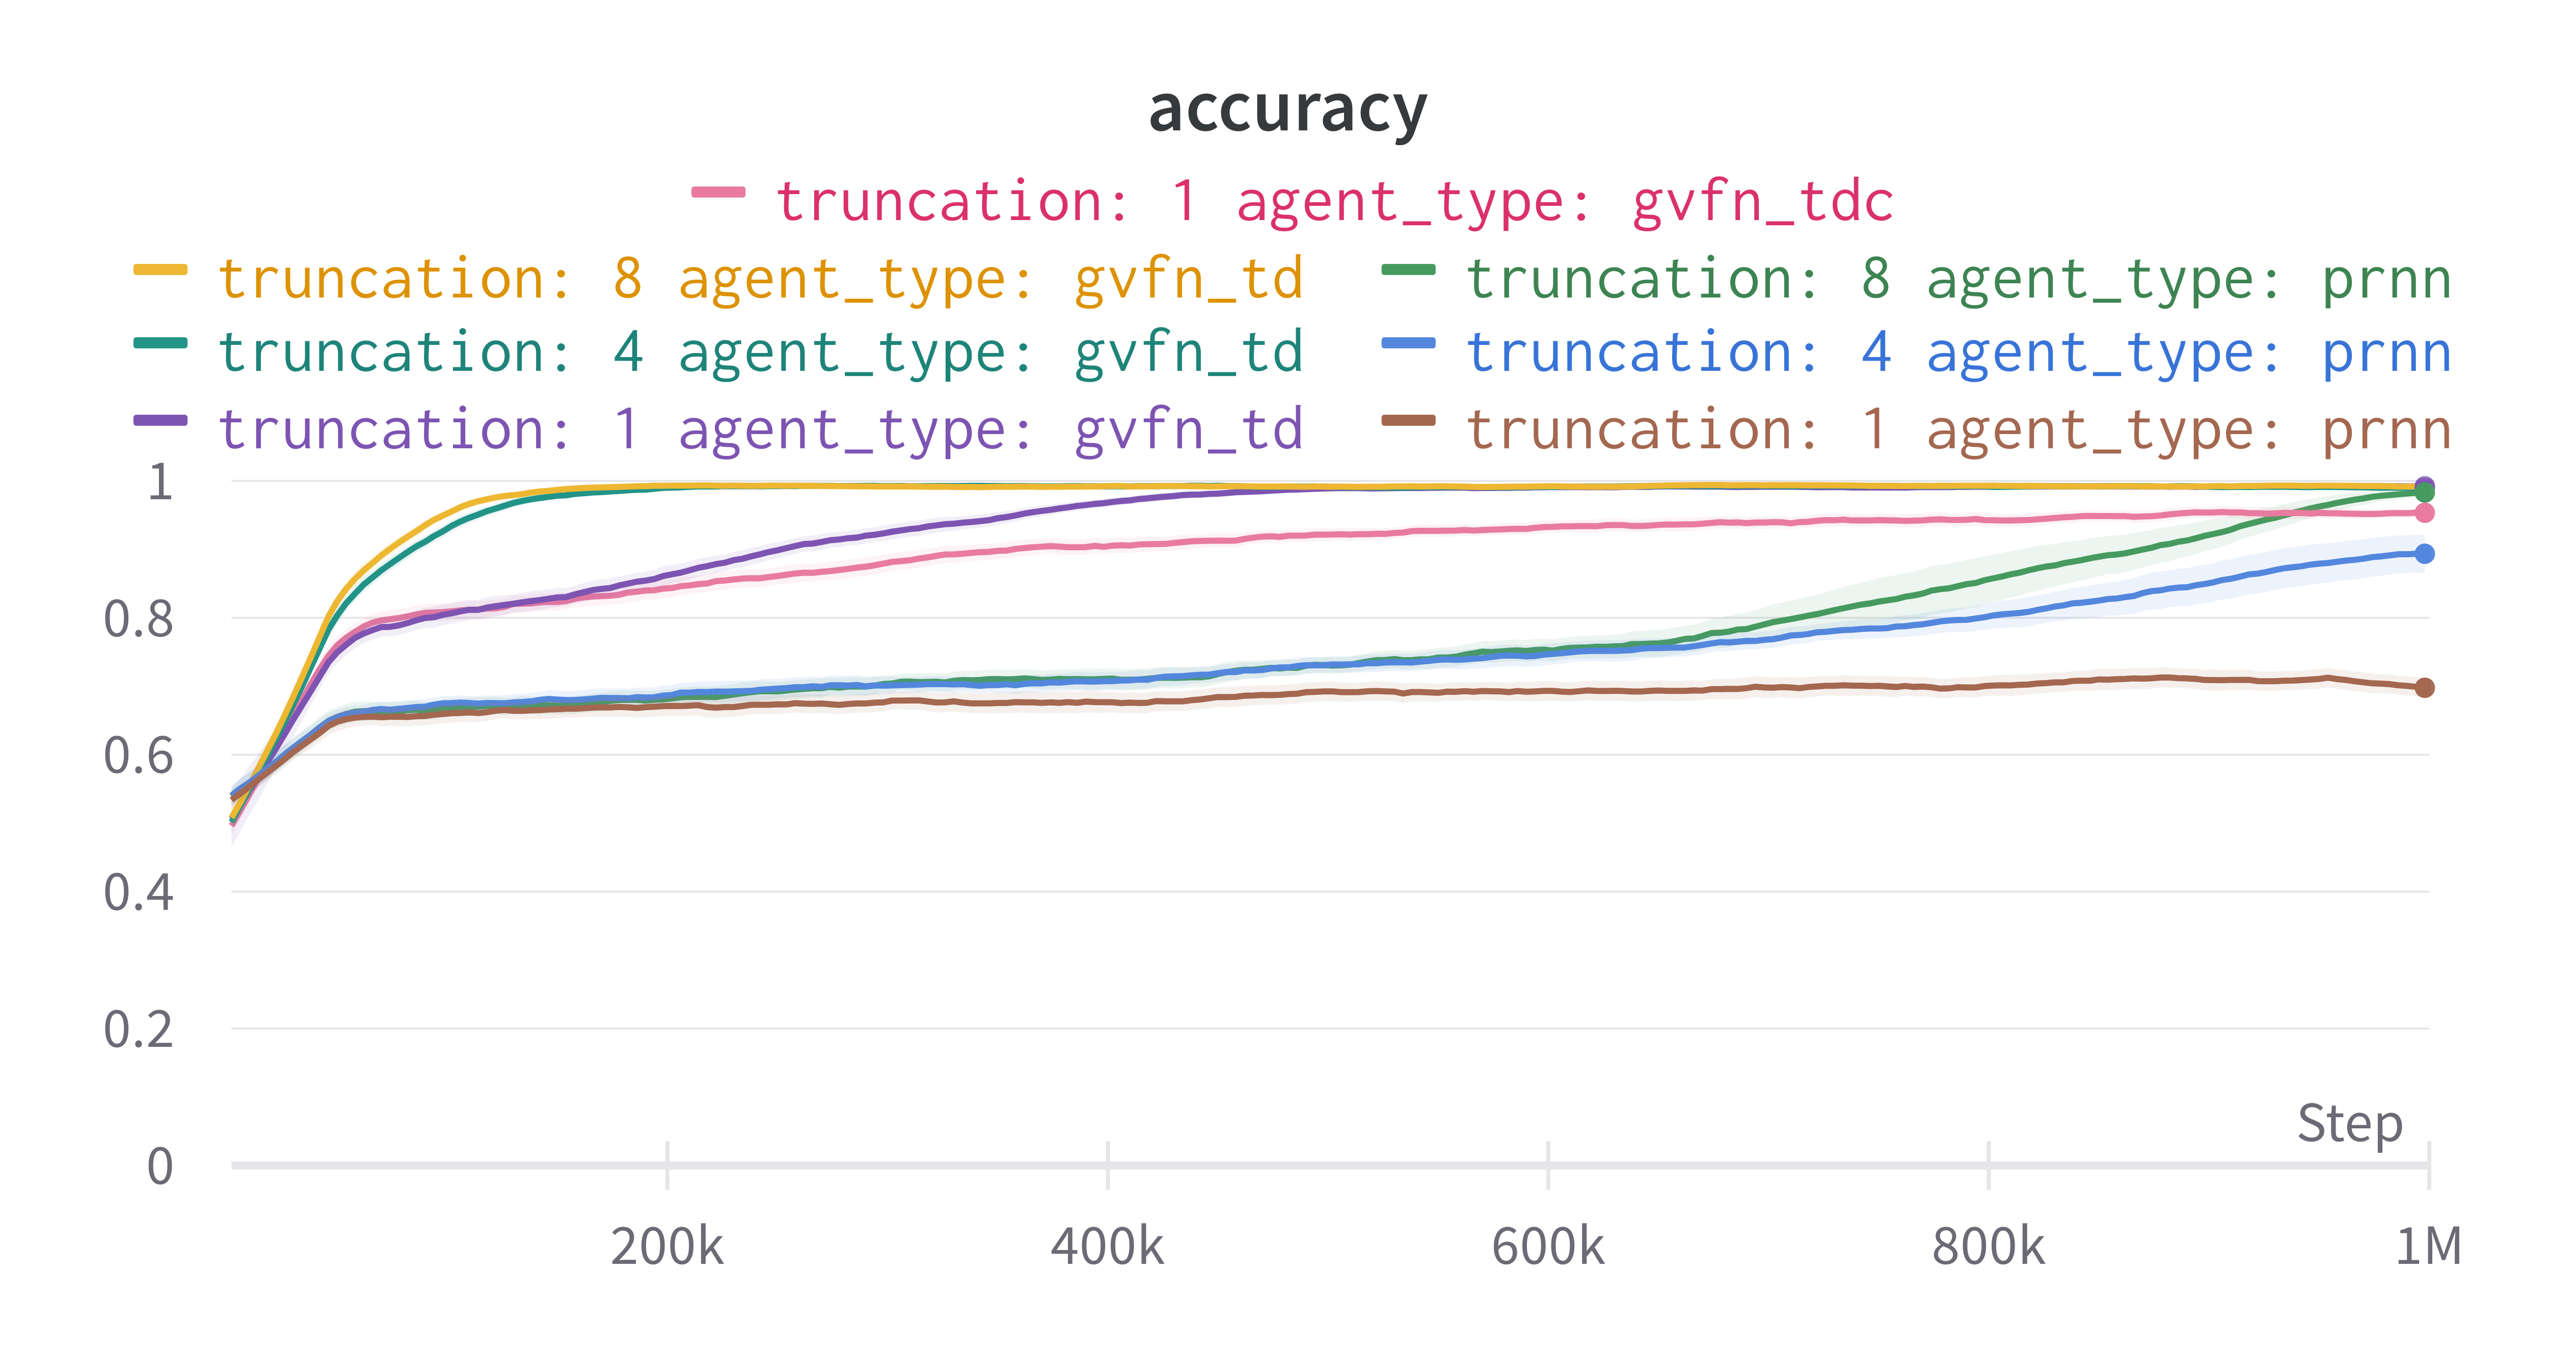 accuracy
truncation: 1 agent_type: gvfn_tdc
truncation: 8 agent_type: gvfn_td truncation: 8 agent_type: prnn
truncation: 4 agent_type: gvfn_td truncation: 4 agent_type: prnn
truncation: 1 agent_type: gvfn_td truncation: 1 agent_type: prnn
1
0.8
0.6
0.4
0.2
Step
0
200k 400k 600k 800k 1M